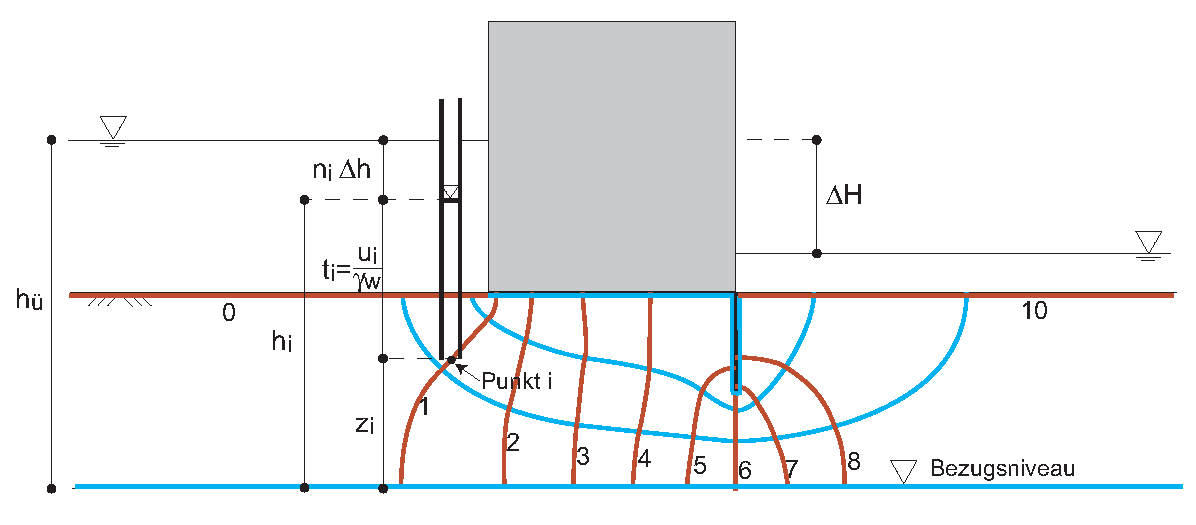 nᵢ Δh
ΔH
tᵢ=uᵢ/γw
hü
0
10
hᵢ
Punkt i
1
zᵢ
2
3
4
5
6
7
8
Bezugsniveau